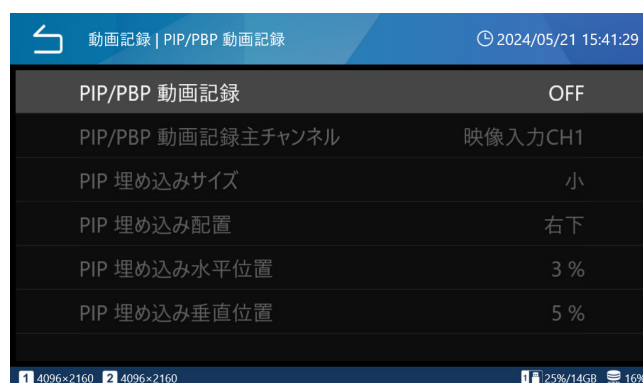 動画記録 | PIP/PBP 動画記録 2024/05/21 15:41:29
PIP/PBP 動画記録 OFF
PIP/PBP 動画記録主チャンネル 映像入力CH1
PIP 埋め込みサイズ 小
PIP 埋め込み配置 右下
PIP 埋め込み水平位置 3 %
PIP 埋め込み垂直位置 5 %
1 4096×2160 2 4096×2160 1 25%/14GB 16%